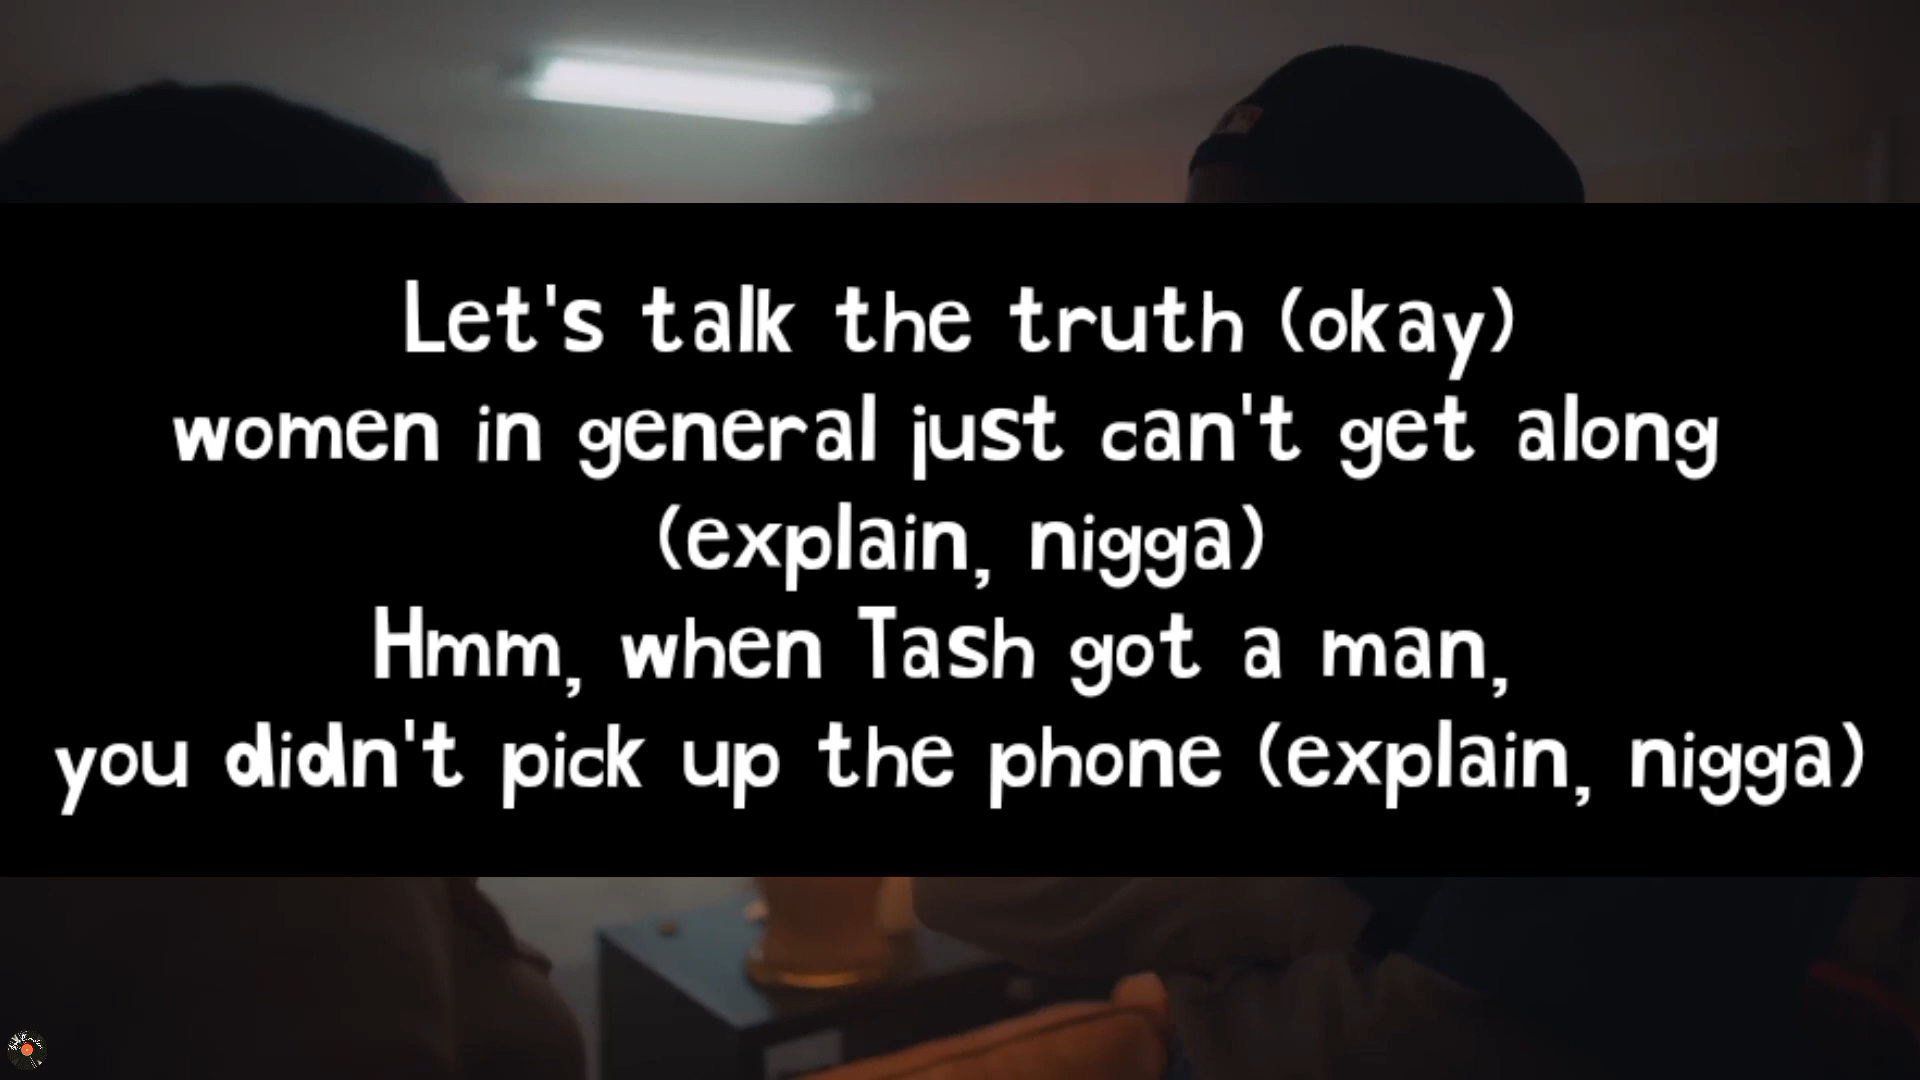 Let's talk the truth (okay)
women in general just can't get along
(explain, nigga)
Hmm, when Tash got a man,
you didn't pick up the phone (explain, nigga)